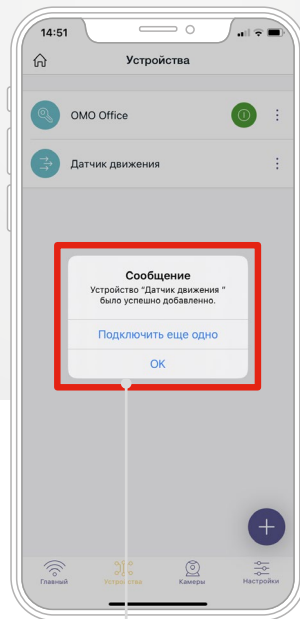 14:51
Устройства
OMO Office
Датчик движения
Сообщение
Устройство "Датчик движения "
было успешно добавленно.
Подключить еще одно
OK
Главный Устройства Камеры Настройки